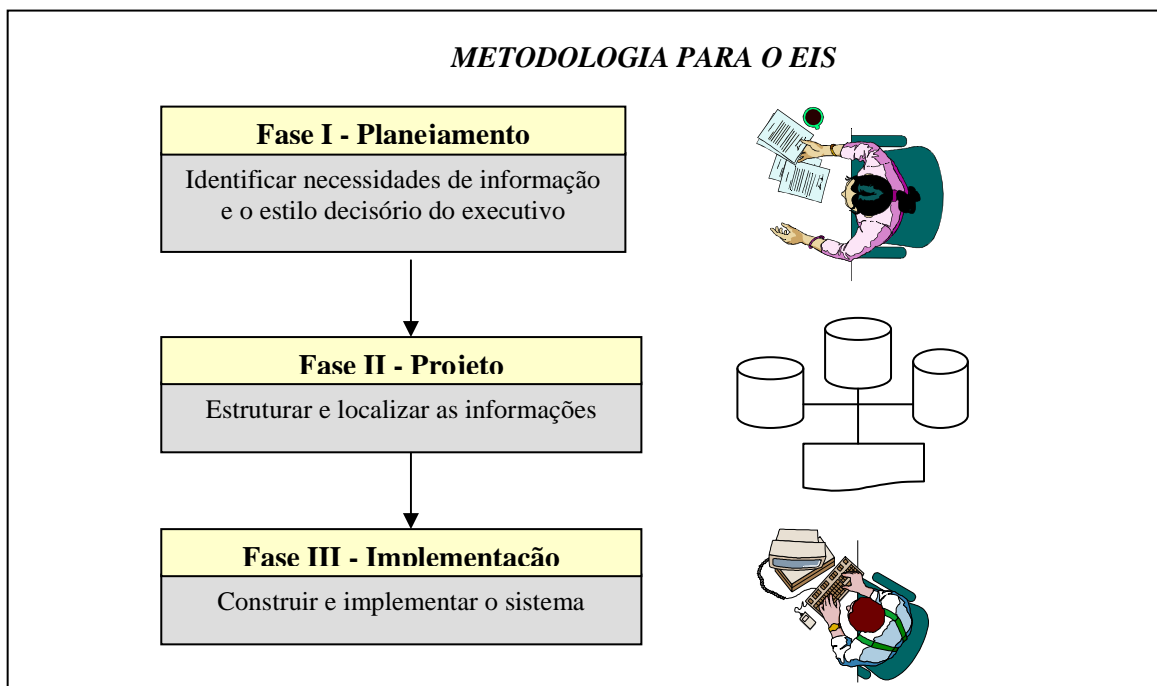 METODOLOGIA PARA O EIS
Fase I - Planejamento
Identificar necessidades de informação
e o estilo decisório do executivo
Fase II - Projeto
Estruturar e localizar as informações
Fase III - Implementação
Construir e implementar o sistema